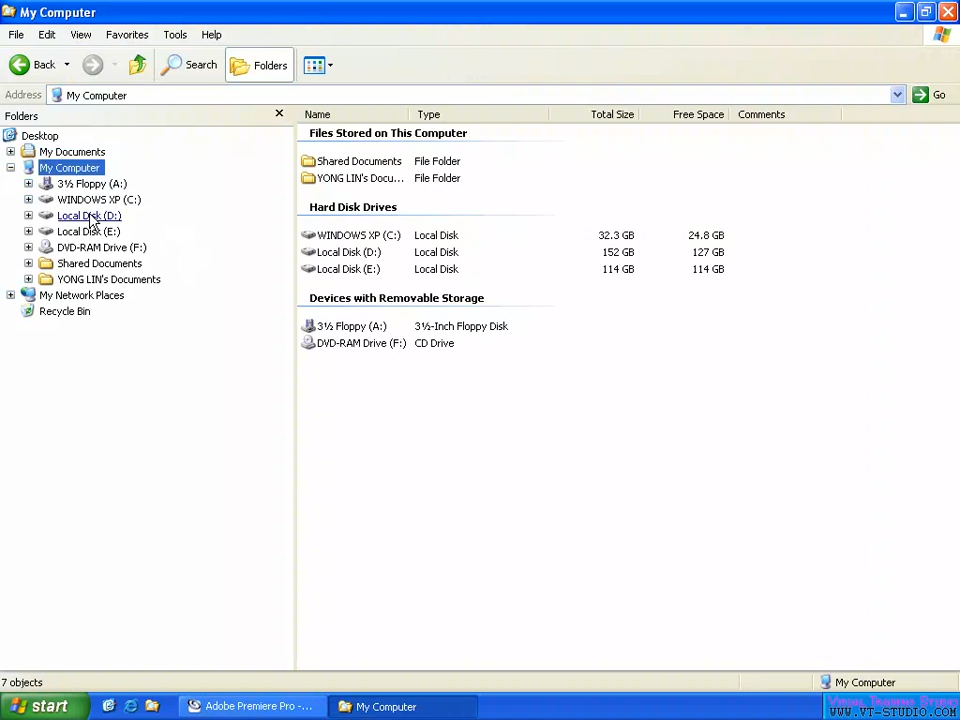 My Computer
File Edit View Favorites Tools Help
Back Search Folders
Address My Computer Go
Folders
Desktop
My Documents
My Computer
3½ Floppy (A:)
WINDOWS XP (C:)
Local Disk (D:)
Local Disk (E:)
DVD-RAM Drive (F:)
Shared Documents
YONG LIN's Documents
My Network Places
Recycle Bin
Name Type Total Size Free Space Comments
Files Stored on This Computer
Shared Documents File Folder
YONG LIN's Docu... File Folder
Hard Disk Drives
WINDOWS XP (C:) Local Disk 32.3 GB 24.8 GB
Local Disk (D:) Local Disk 152 GB 127 GB
Local Disk (E:) Local Disk 114 GB 114 GB
Devices with Removable Storage
3½ Floppy (A:) 3½-Inch Floppy Disk
DVD-RAM Drive (F:) CD Drive
7 objects My Computer
start Adobe Premiere Pro -... My Computer
WWW.VT-STUDIO.COM